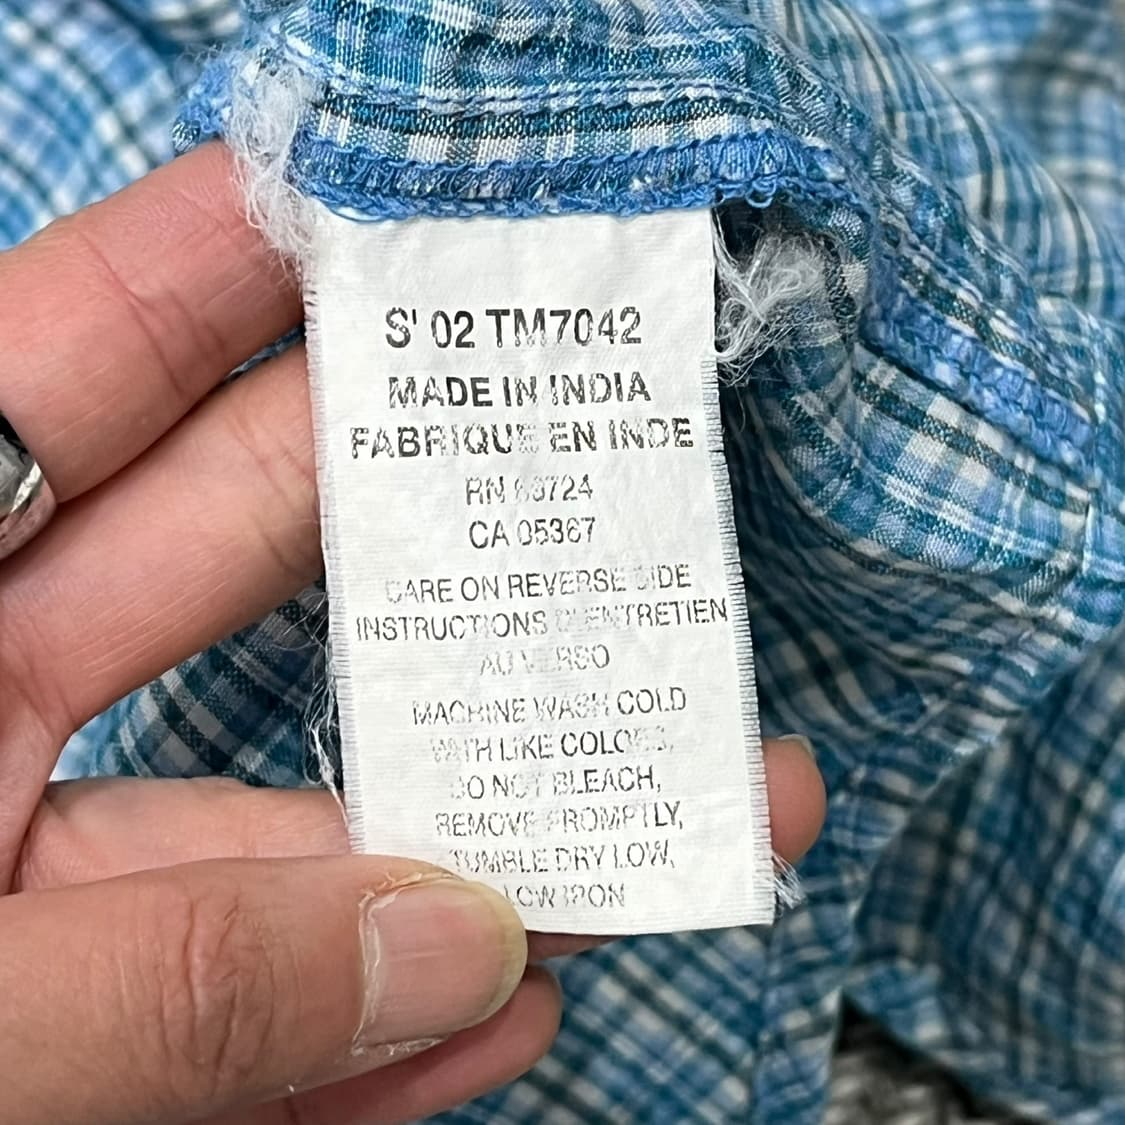 S' 02 TM7042
MADE IN INDIA
FABRIQUE EN INDE
RN
CA 05367
CARE ON REVERSE SIDE
INSTRUCTIONS D'ENTRETIEN
AU VERSO
MACHINE WASH COLD
WITH LIKE COLORS,
DO NOT BLEACH,
REMOVE PROMPTLY,
TUMBLE DRY LOW,
LOW IRON